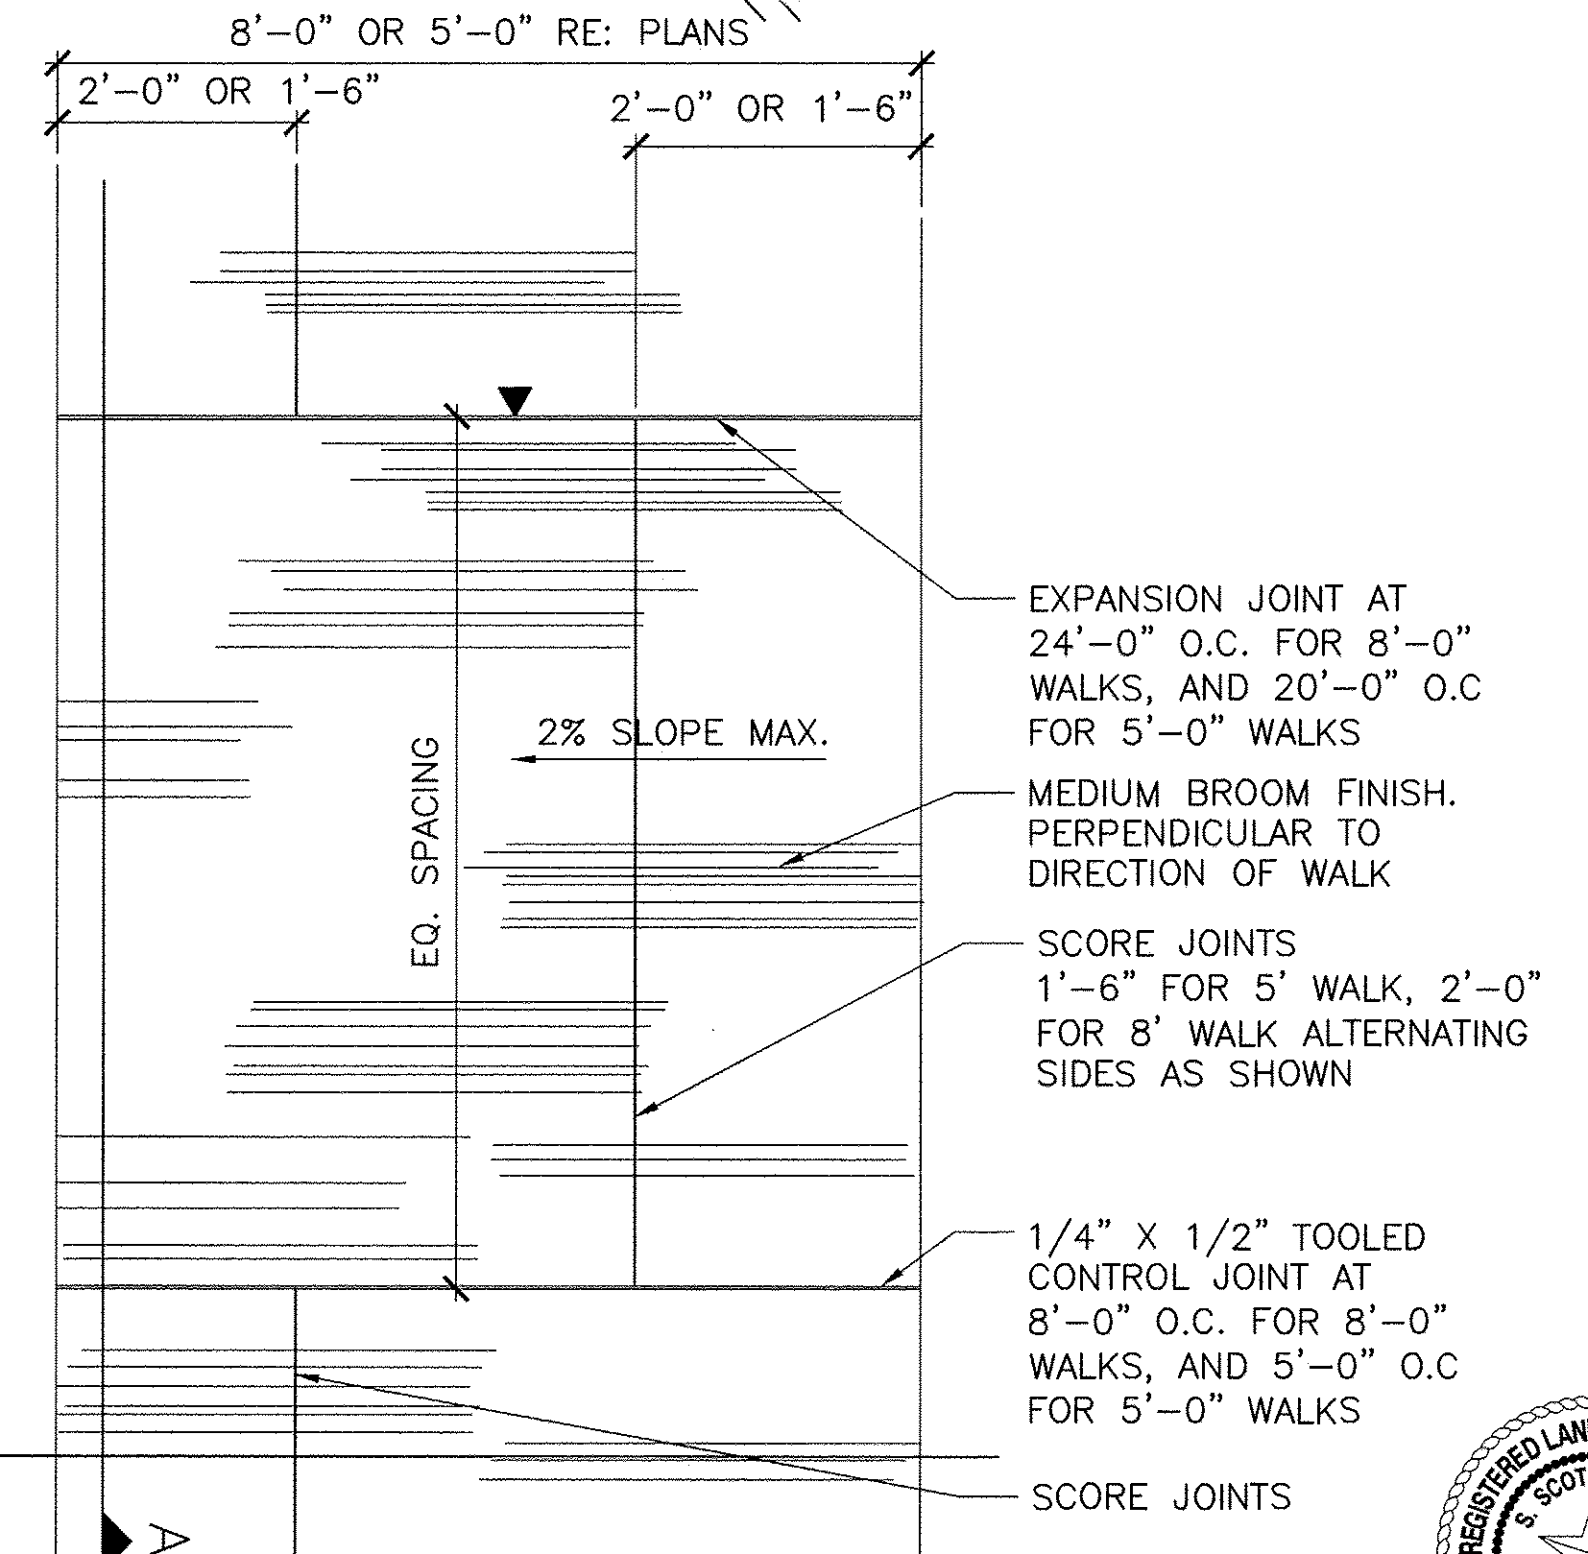 8'-0" OR 5'-0" RE: PLANS
2'-0" OR 1'-6"
2'-0" OR 1'-6"
EXPANSION JOINT AT
24'-0" O.C. FOR 8'-0"
WALKS, AND 20'-0" O.C
FOR 5'-0" WALKS
2% SLOPE MAX.
EQ. SPACING
MEDIUM BROOM FINISH.
PERPENDICULAR TO
DIRECTION OF WALK
SCORE JOINTS
1'-6" FOR 5' WALK, 2'-0"
FOR 8' WALK ALTERNATING
SIDES AS SHOWN
1/4" X 1/2" TOOLED
CONTROL JOINT AT
8'-0" O.C. FOR 8'-0"
WALKS, AND 5'-0" O.C
FOR 5'-0" WALKS
SCORE JOINTS
A
REGISTERED LAN
S. SCOT